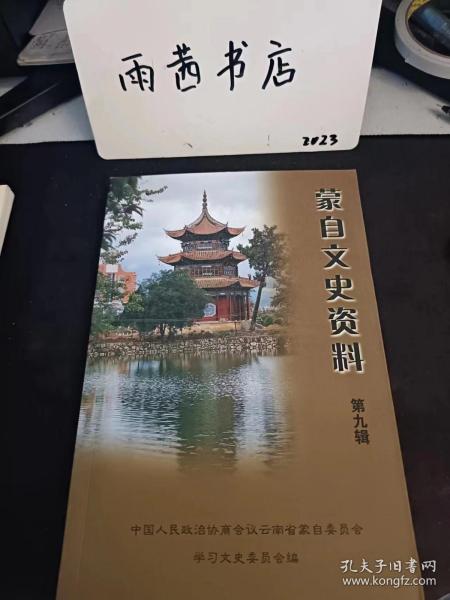 雨茜书店
2023
蒙自文史资料
第九辑
中国人民政治协商会议云南省蒙自委员会
学习文史委员会编
孔夫子旧书网
www.kongfz.com